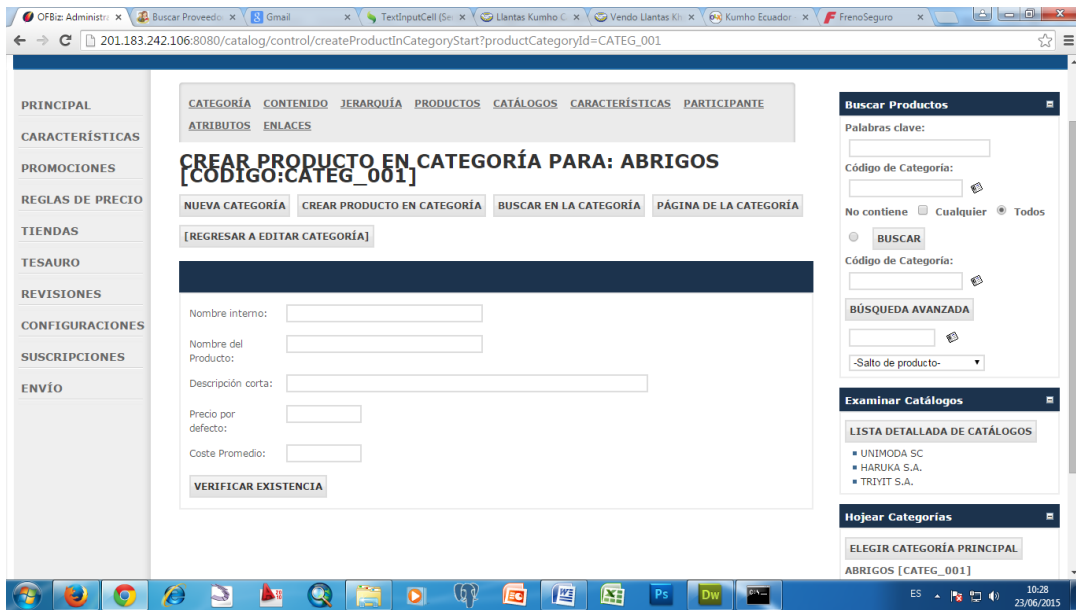 OFBiz: Administra
Buscar Proveedo
Gmail
TextInputCell (Ser
Llantas Kumho C
Vendo Llantas K
Kumho Ecuador
FrenoSeguro
201.183.242.106:8080/catalog/control/createProductInCategoryStart?productCategoryId=CATEG_001
PRINCIPAL
CARACTERÍSTICAS
PROMOCIONES
REGLAS DE PRECIO
TIENDAS
TESAURO
REVISIONES
CONFIGURACIONES
SUSCRIPCIONES
ENVÍO
CATEGORÍA CONTENIDO JERARQUÍA PRODUCTOS CATÁLOGOS CARACTERÍSTICAS PARTICIPANTE
ATRIBUTOS ENLACES
CREAR PRODUCTO EN CATEGORÍA PARA: ABRIGOS
[CÓDIGO:CATEG_001]
NUEVA CATEGORÍA CREAR PRODUCTO EN CATEGORÍA BUSCAR EN LA CATEGORÍA PÁGINA DE LA CATEGORÍA
[REGRESAR A EDITAR CATEGORÍA]
Nombre interno:
Nombre del
Producto:
Descripción corta:
Precio por
defecto:
Coste Promedio:
VERIFICAR EXISTENCIA
Buscar Productos
Palabras clave:
Código de Categoría:
No contiene Cualquier Todos
BUSCAR
Código de Categoría:
BÚSQUEDA AVANZADA
-Salto de producto-
Examinar Catálogos
LISTA DETALLADA DE CATÁLOGOS
UNIMODA SC
HARUKA S.A.
TRIYIT S.A.
Hojear Categorías
ELEGIR CATEGORÍA PRINCIPAL
ABRIGOS [CATEG_001]
Ps
Dw
ES
10:28
23/06/2015